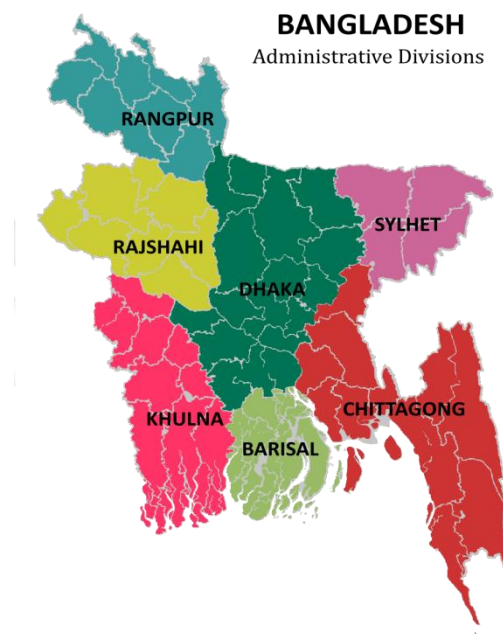 BANGLADESH
Administrative Divisions
RANGPUR
SYLHET
RAJSHAHI
DHAKA
CHITTAGONG
KHULNA
BARISAL